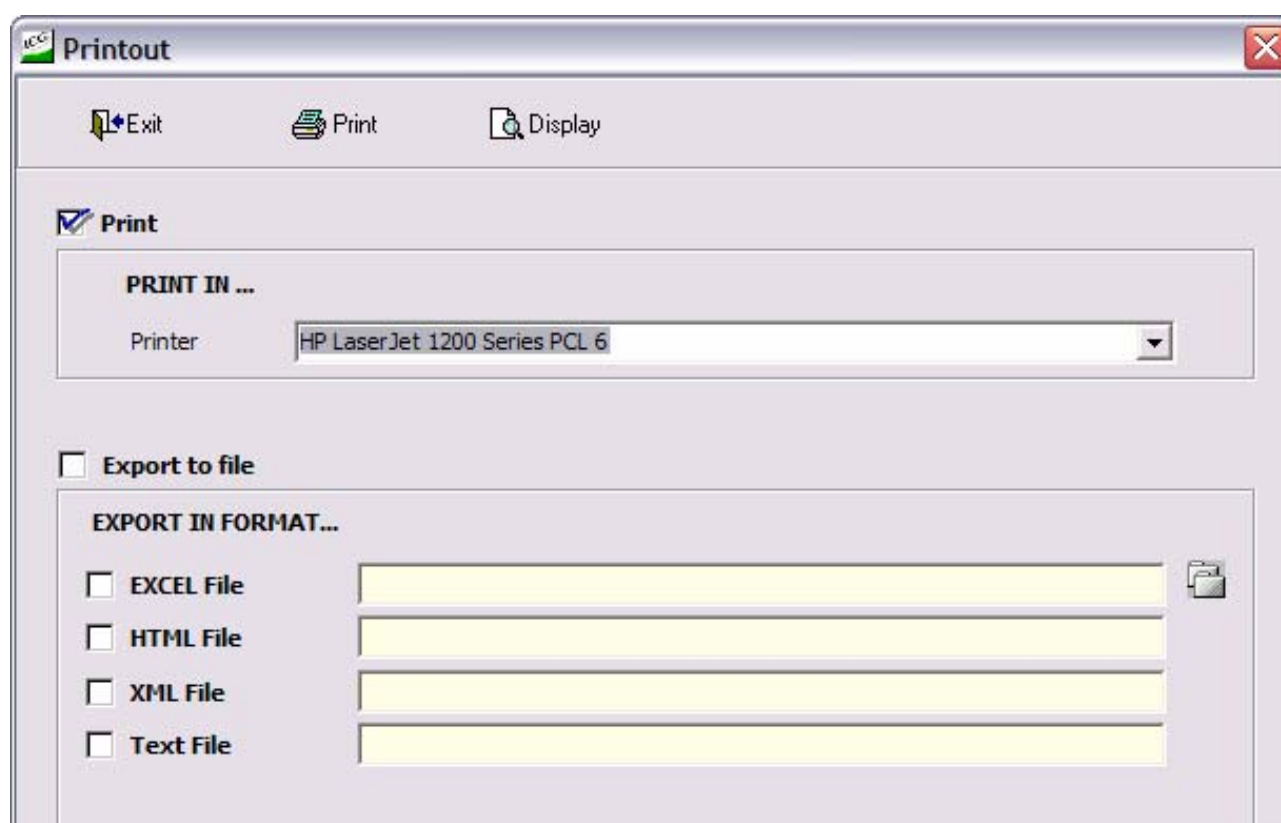 ICG
Printout
Exit Print Display
Print
PRINT IN ...
Printer HP LaserJet 1200 Series PCL 6
Export to file
EXPORT IN FORMAT...
EXCEL File
HTML File
XML File
Text File